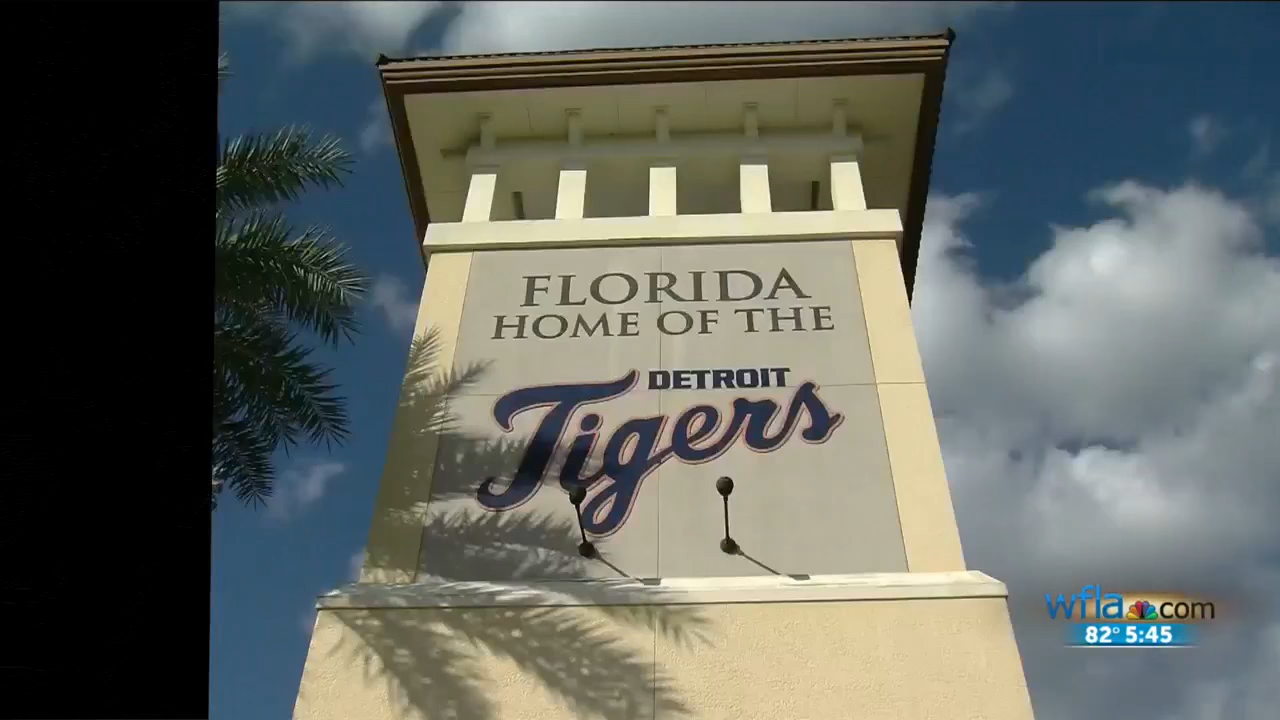 FLORIDA
HOME OF THE
DETROIT
Tigers
wfla.com
82° 5:45